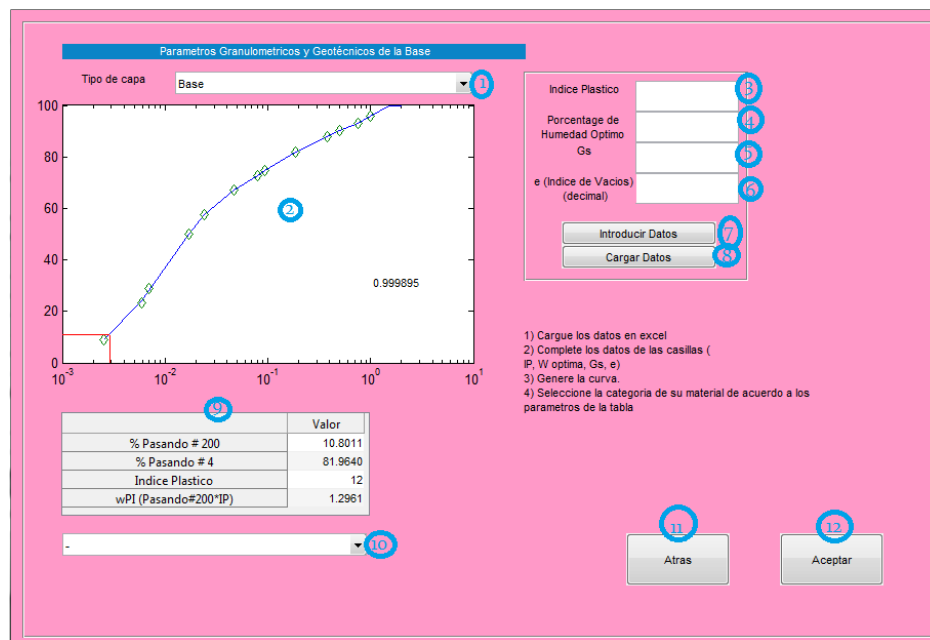 Parametros Granulometricos y Geotécnicos de la Base
Tipo de capa
Base
1
100
80
60
40
20
0
10-3
10-2
10-1
100
101
2
0.999895
Indice Plastico
3
Porcentage de
Humedad Optimo
4
Gs
5
e (Indice de Vacios)
(decimal)
6
Introducir Datos
7
Cargar Datos
8
1) Cargue los datos en excel
2) Complete los datos de las casillas (
IP, W optima, Gs, e)
3) Genere la curva.
4) Seleccione la categoria de su material de acuerdo a los
parametros de la tabla
9
Valor
% Pasando # 200 10.8011
% Pasando # 4 81.9640
Indice Plastico 12
wPI (Pasando#200*IP) 1.2961
-
10
11
Atras
12
Aceptar